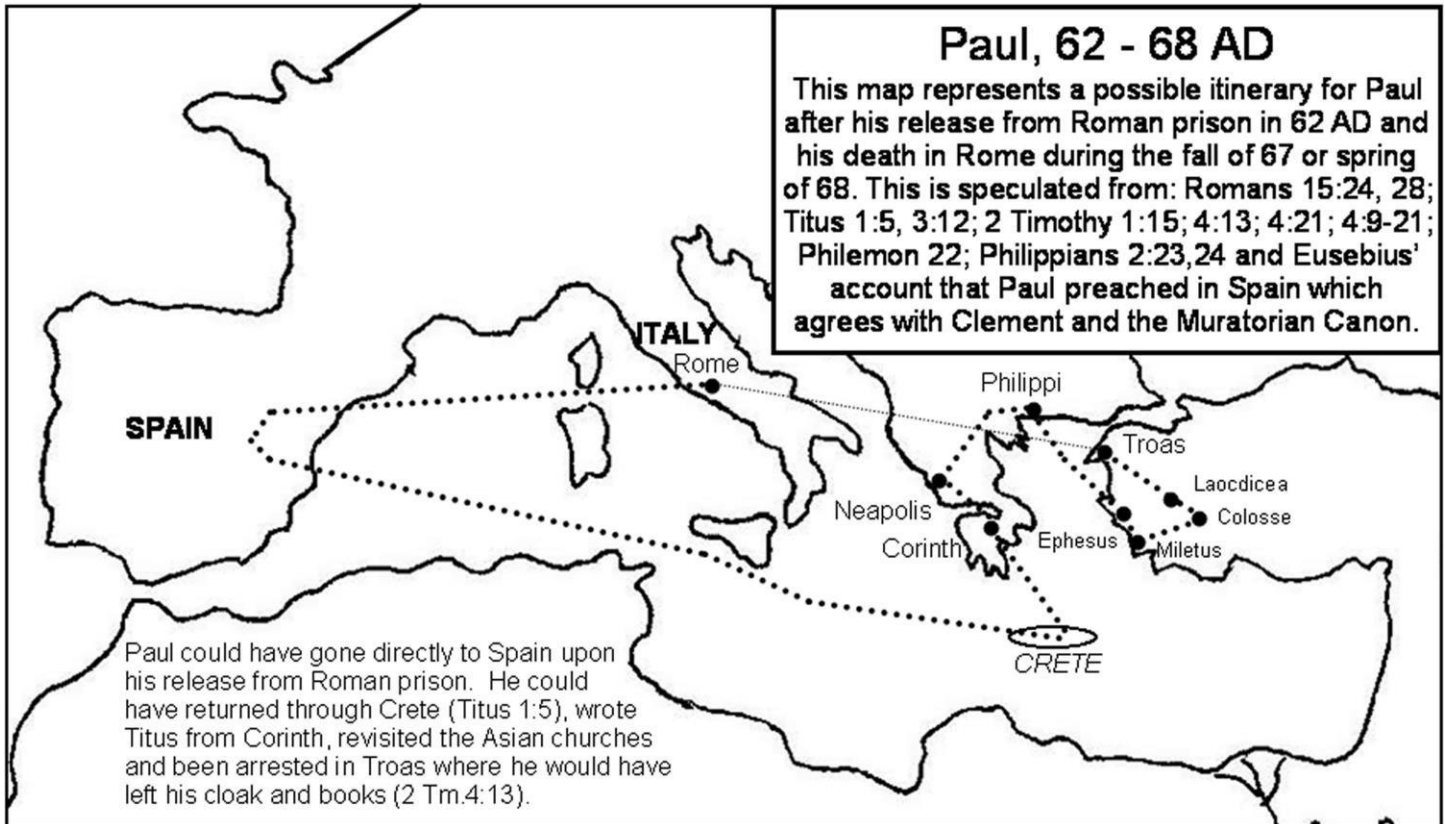 Paul, 62 - 68 AD
This map represents a possible itinerary for Paul
after his release from Roman prison in 62 AD and
his death in Rome during the fall of 67 or spring
of 68. This is speculated from: Romans 15:24, 28;
Titus 1:5, 3:12; 2 Timothy 1:15; 4:13; 4:21; 4:9-21;
Philemon 22; Philippians 2:23,24 and Eusebius'
account that Paul preached in Spain which
agrees with Clement and the Muratorian Canon.
ITALY
Rome
Philippi
SPAIN
Troas
Laocdicea
Neapolis
Colosse
Corinth
Ephesus
Miletus
CRETE
Paul could have gone directly to Spain upon
his release from Roman prison. He could
have returned through Crete (Titus 1:5), wrote
Titus from Corinth, revisited the Asian churches
and been arrested in Troas where he would have
left his cloak and books (2 Tm.4:13).